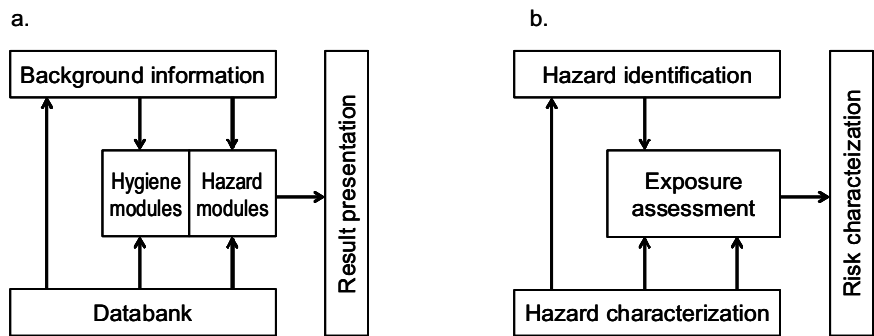 a.
Background information
Hygiene
modules
Hazard
modules
Databank
Result presentation
b.
Hazard identification
Exposure
assessment
Hazard characterization
Risk characteization